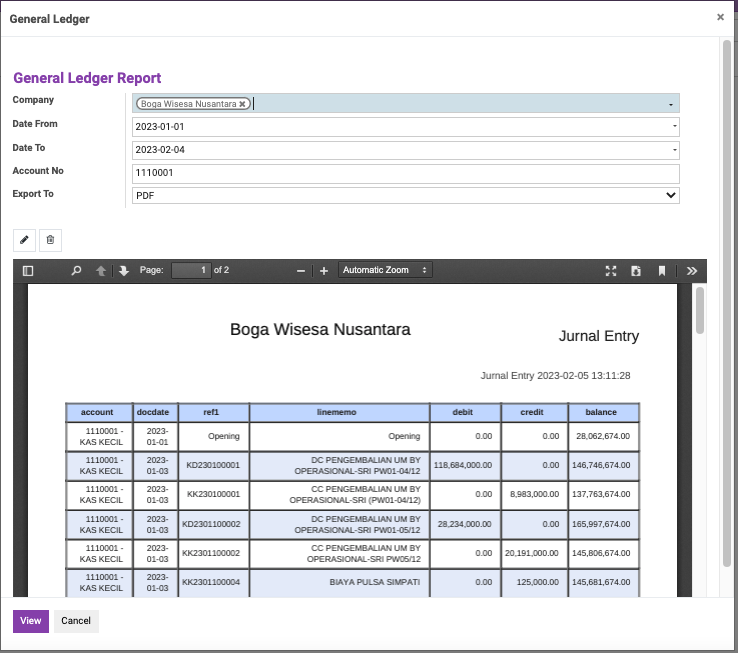 General Ledger ×
General Ledger Report
Company Boga Wisesa Nusantara ×
Date From 2023-01-01
Date To 2023-02-04
Account No 1110001
Export To PDF
Page: 1 of 2 Automatic Zoom
Boga Wisesa Nusantara
Jurnal Entry
Jurnal Entry 2023-02-05 13:11:28
account docdate ref1 linememo debit credit balance
1110001 - 2023-
KAS KECIL 01-01 Opening Opening 0.00 0.00 28,062,674.00
1110001 - 2023- DC PENGEMBALIAN UM BY
KAS KECIL 01-03 KD230100001 OPERASIONAL-SRI PW01-04/12 118,684,000.00 0.00 146,746,674.00
1110001 - 2023- CC PENGEMBALIAN UM BY
KAS KECIL 01-03 KK230100001 OPERASIONAL-SRI (PW01-04/12) 0.00 8,983,000.00 137,763,674.00
1110001 - 2023- DC PENGEMBALIAN UM BY
KAS KECIL 01-03 KD2301100002 OPERASIONAL-SRI PW01-05/12 28,234,000.00 0.00 165,997,674.00
1110001 - 2023- CC PENGEMBALIAN UM BY
KAS KECIL 01-03 KK2301100002 OPERASIONAL-SRI PW05/12 0.00 20,191,000.00 145,806,674.00
1110001 - 2023-
KAS KECIL 01-03 KK2301100004 BIAYA PULSA SIMPATI 0.00 125,000.00 145,681,674.00
View Cancel